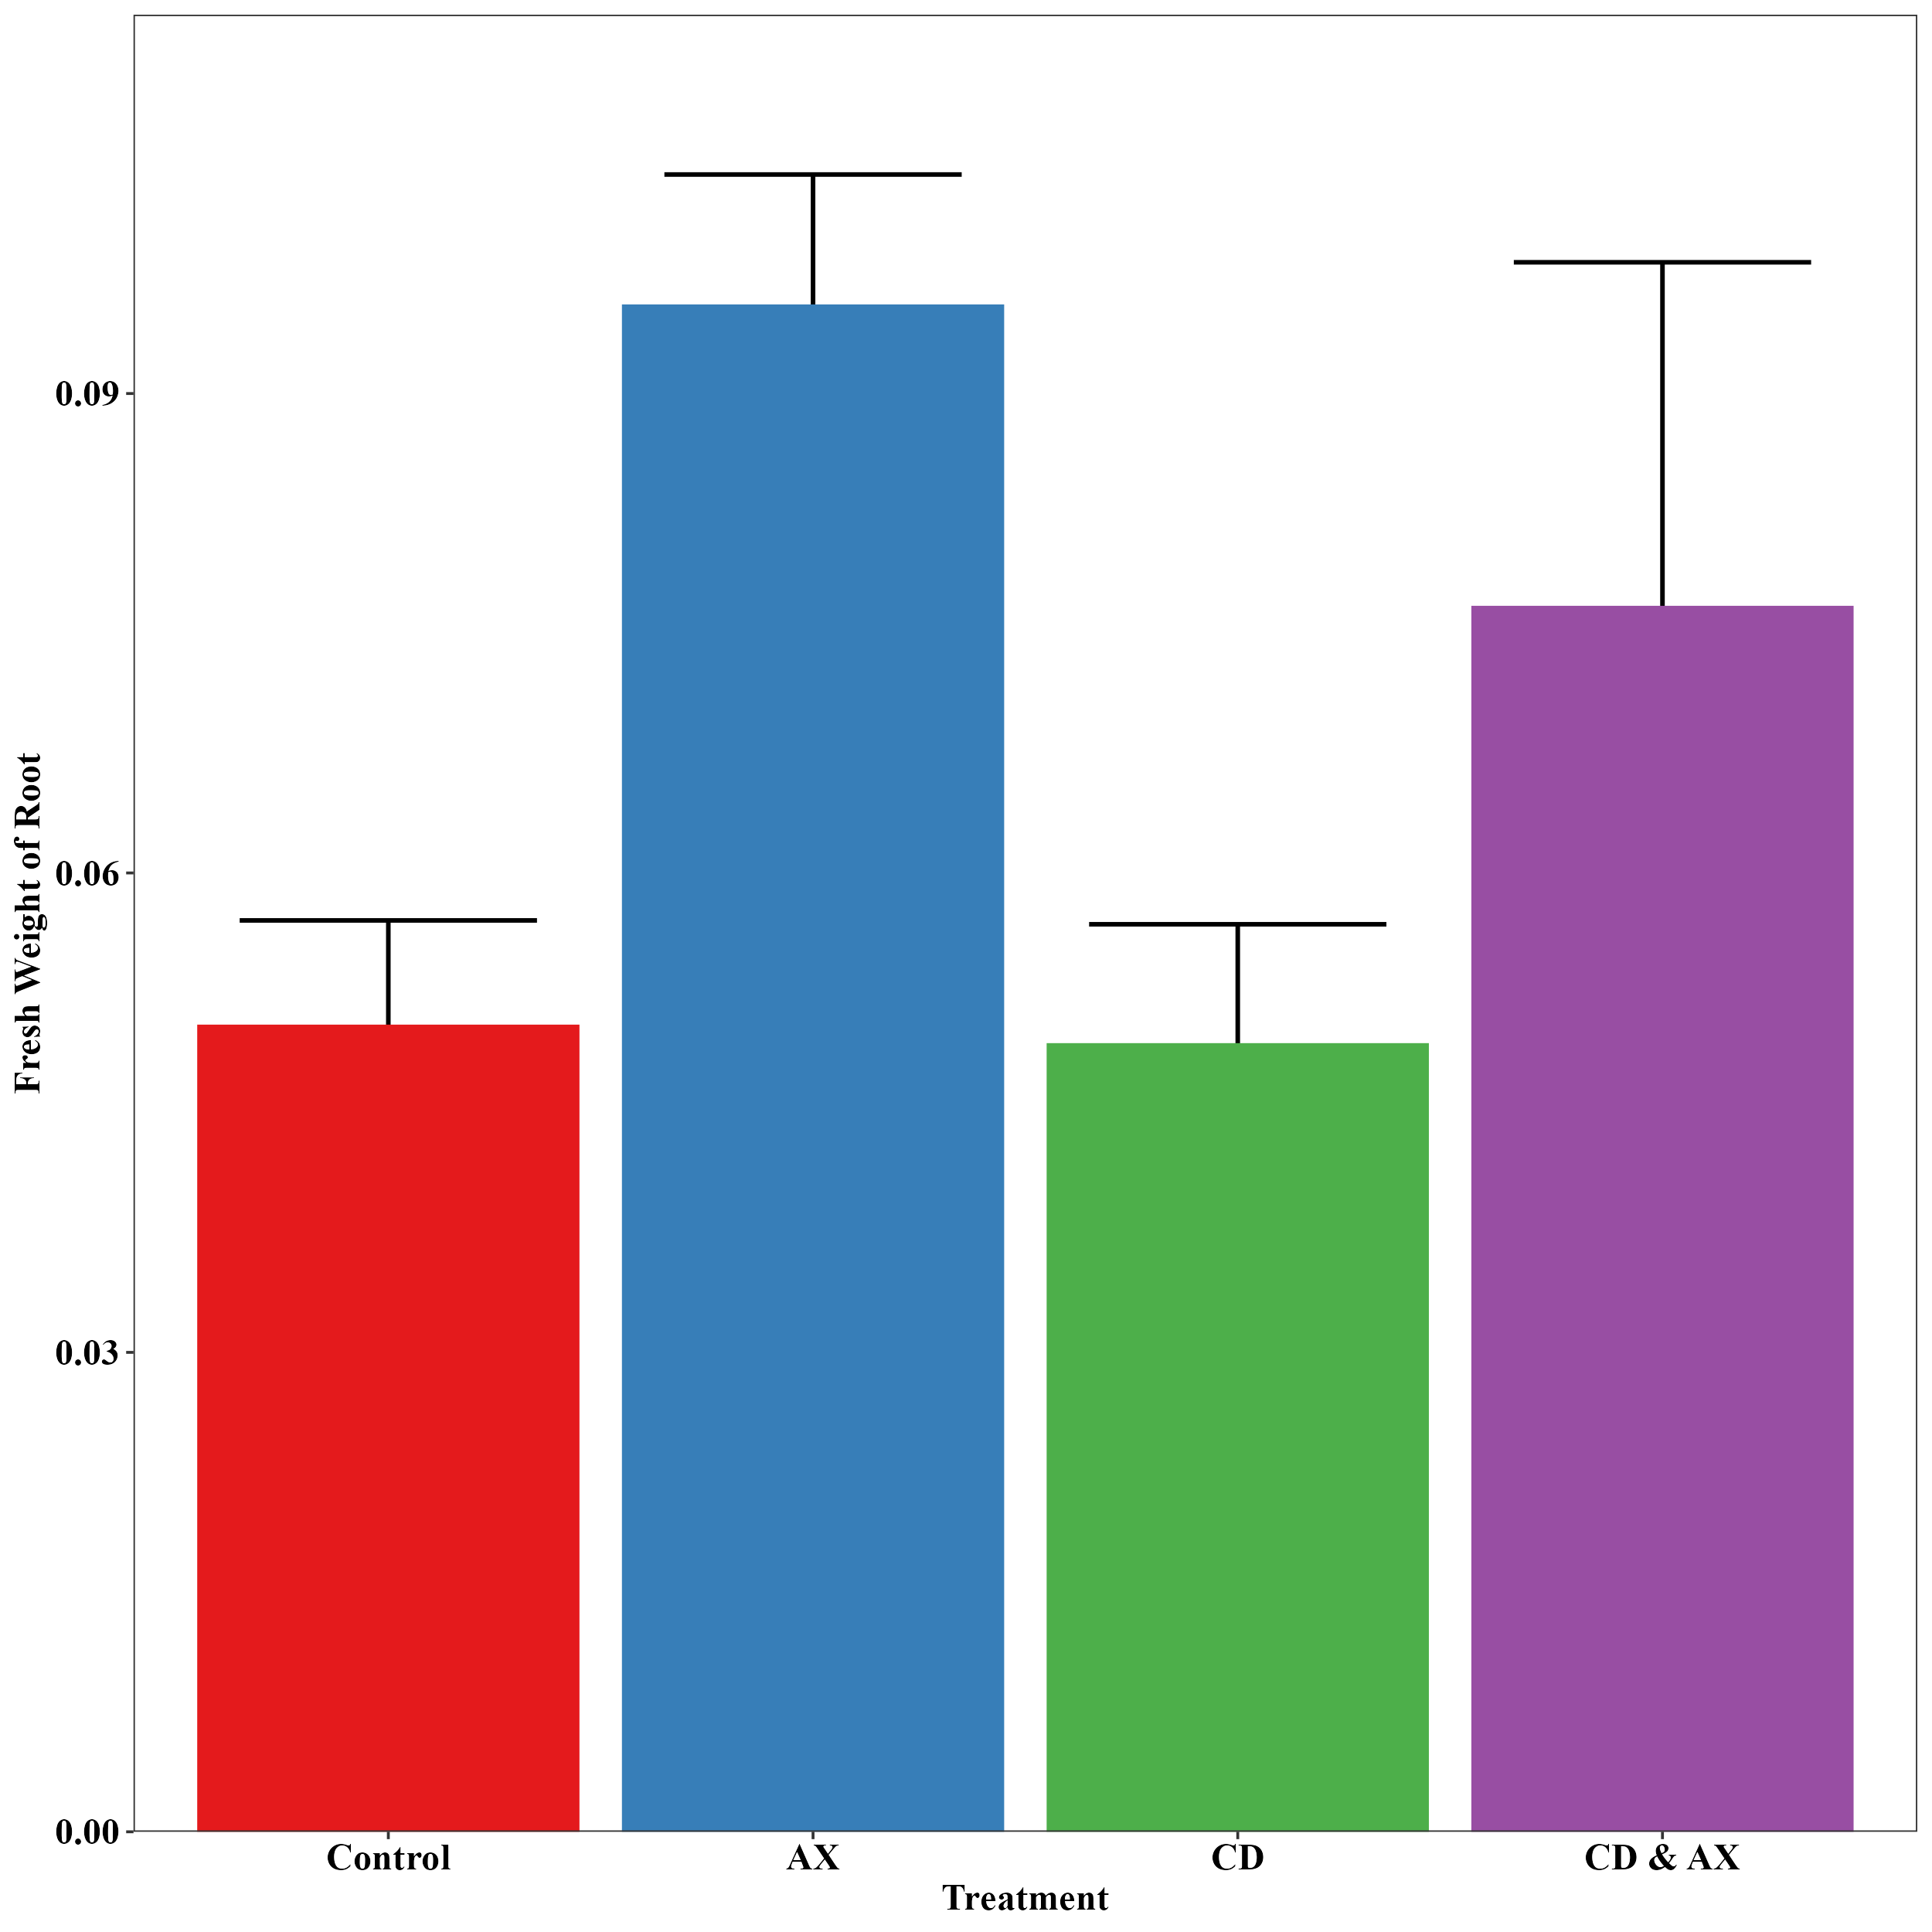 Fresh Weight of Root
0.09
0.06
0.03
0.00
Control AX CD CD & AX
Treatment